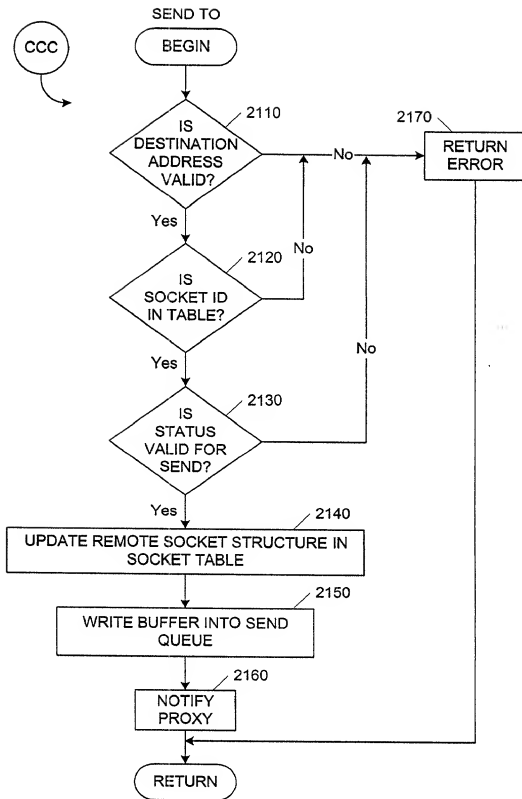 SEND TO
CCC
BEGIN
2110
IS
DESTINATION
ADDRESS
VALID?
No
2170
RETURN
ERROR
Yes
2120
No
IS
SOCKET ID
IN TABLE?
No
Yes
2130
IS
STATUS
VALID FOR
SEND?
Yes
2140
UPDATE REMOTE SOCKET STRUCTURE IN
SOCKET TABLE
2150
WRITE BUFFER INTO SEND
QUEUE
2160
NOTIFY
PROXY
RETURN